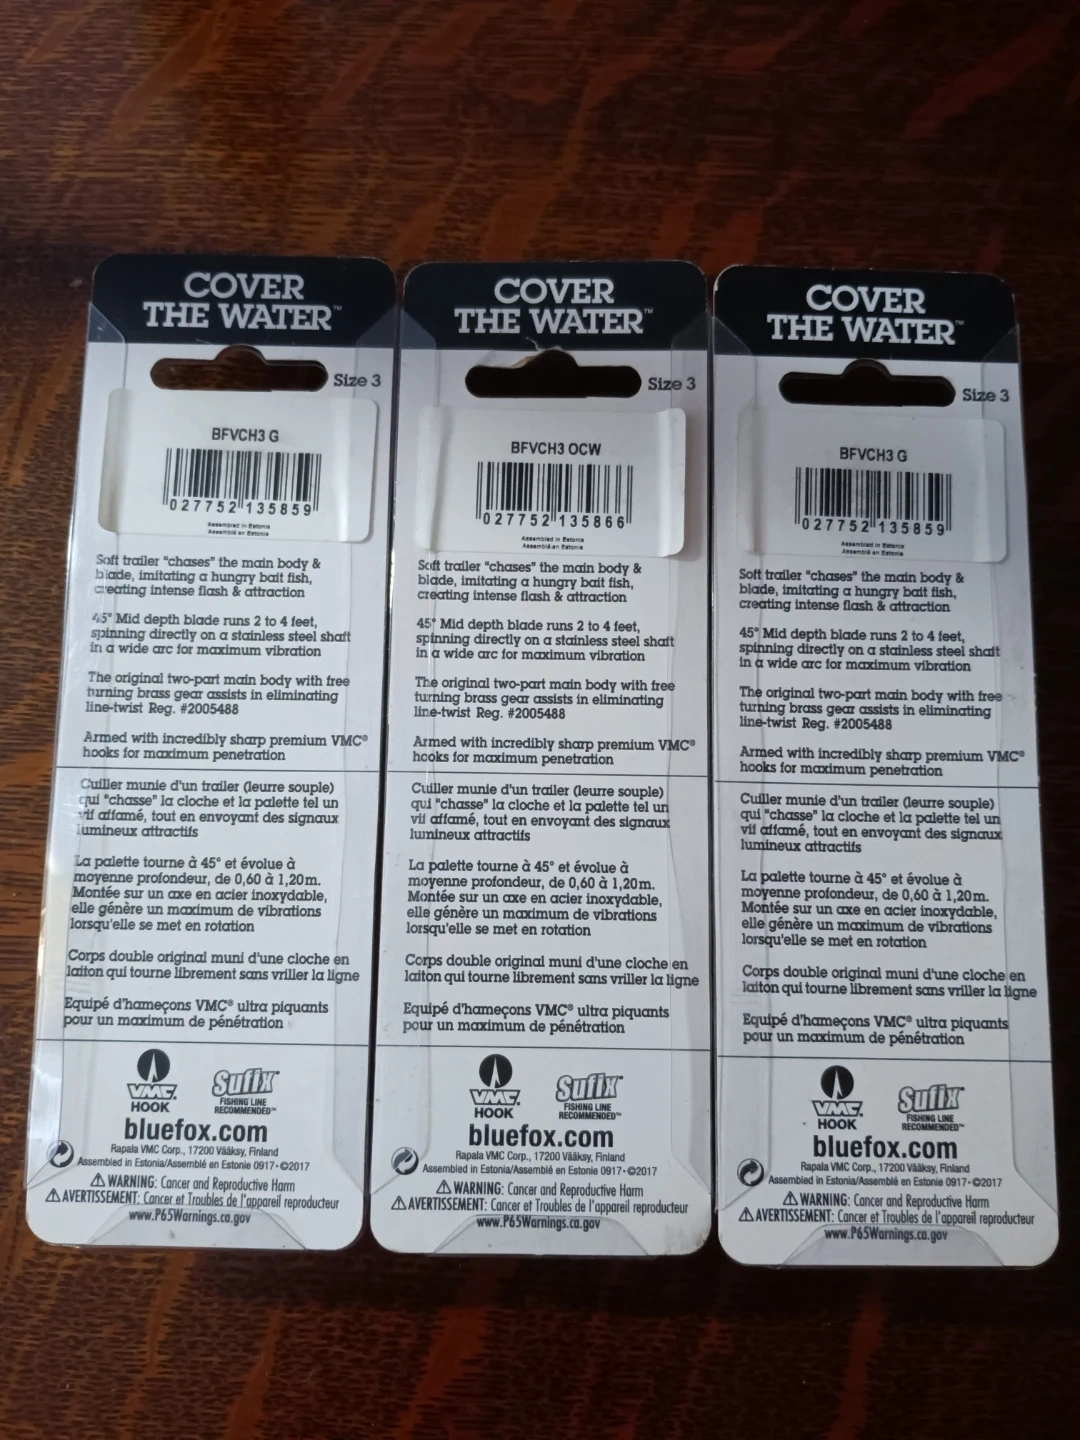 COVER
THE WATER™
Size 3
BFVCH3 G
027752 135859
Assembled in Estonia
Assemblé en Estonie
Soft trailer "chases" the main body &
blade, imitating a hungry bait fish,
creating intense flash & attraction
45° Mid depth blade runs 2 to 4 feet,
spinning directly on a stainless steel shaft
in a wide arc for maximum vibration
The original two-part main body with free
turning brass gear assists in eliminating
line-twist Reg. #2005488
Armed with incredibly sharp premium VMC®
hooks for maximum penetration
Cuiller munie d'un trailer (leurre souple)
qui "chasse" la cloche et la palette tel un
vif affamé, tout en envoyant des signaux
lumineux attractifs
La palette tourne à 45° et évolue à
moyenne profondeur, de 0,60 à 1,20m.
Montée sur un axe en acier inoxydable,
elle génère un maximum de vibrations
lorsqu'elle se met en rotation
Corps double original muni d'une cloche en
laiton qui tourne librement sans vriller la ligne
Equipé d'hameçons VMC® ultra piquants
pour un maximum de pénétration
VMC®
HOOK
Sufix™
FISHING LINE
RECOMMENDED™
bluefox.com
Rapala VMC Corp., 17200 Vääksy, Finland
Assembled in Estonia/Assemblé en Estonie 0917 • ©2017
⚠WARNING: Cancer and Reproductive Harm
⚠AVERTISSEMENT: Cancer et Troubles de l'appareil reproducteur
www.P65Warnings.ca.gov
COVER
THE WATER™
Size 3
BFVCH3 OCW
027752 135866
Assembled in Estonia
Assemblé en Estonie
Soft trailer "chases" the main body &
blade, imitating a hungry bait fish,
creating intense flash & attraction
45° Mid depth blade runs 2 to 4 feet,
spinning directly on a stainless steel shaft
in a wide arc for maximum vibration
The original two-part main body with free
turning brass gear assists in eliminating
line-twist Reg. #2005488
Armed with incredibly sharp premium VMC®
hooks for maximum penetration
Cuiller munie d'un trailer (leurre souple)
qui "chasse" la cloche et la palette tel un
vif affamé, tout en envoyant des signaux
lumineux attractifs
La palette tourne à 45° et évolue à
moyenne profondeur, de 0,60 à 1,20m.
Montée sur un axe en acier inoxydable,
elle génère un maximum de vibrations
lorsqu'elle se met en rotation
Corps double original muni d'une cloche en
laiton qui tourne librement sans vriller la ligne
Equipé d'hameçons VMC® ultra piquants
pour un maximum de pénétration
VMC®
HOOK
Sufix™
FISHING LINE
RECOMMENDED™
bluefox.com
Rapala VMC Corp., 17200 Vääksy, Finland
Assembled in Estonia/Assemblé en Estonie 0917 • ©2017
⚠WARNING: Cancer and Reproductive Harm
⚠AVERTISSEMENT: Cancer et Troubles de l'appareil reproducteur
www.P65Warnings.ca.gov
COVER
THE WATER™
Size 3
BFVCH3 G
027752 135859
Assembled in Estonia
Assemblé en Estonie
Soft trailer "chases" the main body &
blade, imitating a hungry bait fish,
creating intense flash & attraction
45° Mid depth blade runs 2 to 4 feet,
spinning directly on a stainless steel shaft
in a wide arc for maximum vibration
The original two-part main body with free
turning brass gear assists in eliminating
line-twist Reg. #2005488
Armed with incredibly sharp premium VMC®
hooks for maximum penetration
Cuiller munie d'un trailer (leurre souple)
qui "chasse" la cloche et la palette tel un
vif affamé, tout en envoyant des signaux
lumineux attractifs
La palette tourne à 45° et évolue à
moyenne profondeur, de 0,60 à 1,20m.
Montée sur un axe en acier inoxydable,
elle génère un maximum de vibrations
lorsqu'elle se met en rotation
Corps double original muni d'une cloche en
laiton qui tourne librement sans vriller la ligne
Equipé d'hameçons VMC® ultra piquants
pour un maximum de pénétration
VMC®
HOOK
Sufix™
FISHING LINE
RECOMMENDED™
bluefox.com
Rapala VMC Corp., 17200 Vääksy, Finland
Assembled in Estonia/Assemblé en Estonie 0917 • ©2017
⚠WARNING: Cancer and Reproductive Harm
⚠AVERTISSEMENT: Cancer et Troubles de l'appareil reproducteur
www.P65Warnings.ca.gov